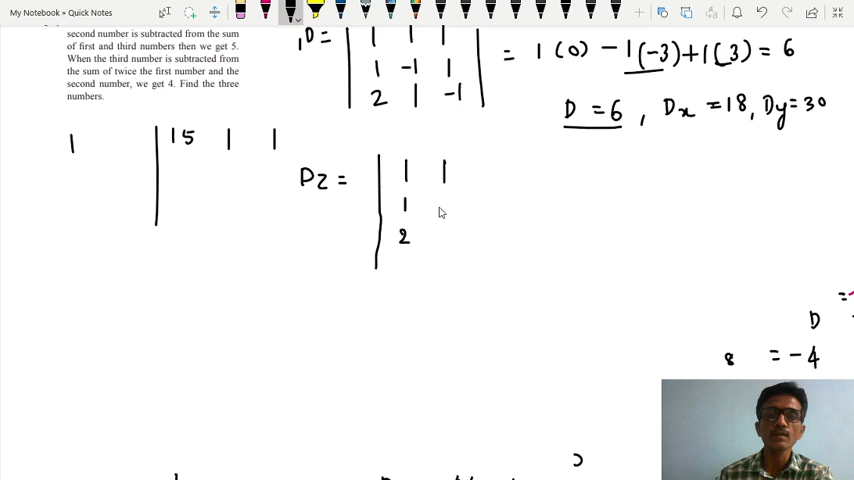 My Notebook » Quick Notes
second number is subtracted from the sum
of first and third numbers then we get 5.
When the third number is subtracted from
the sum of twice the first number and the
second number, we get 4. Find the three
numbers.
D = | 1 1 1 | = 1 (0) - 1(-3) + 1(3) = 6
1 -1 1
2 1 -1
D = 6, Dx = 18, Dy = 30
1 | 15 1 1
Dz = | 1 1
1
2
D
8 = -4